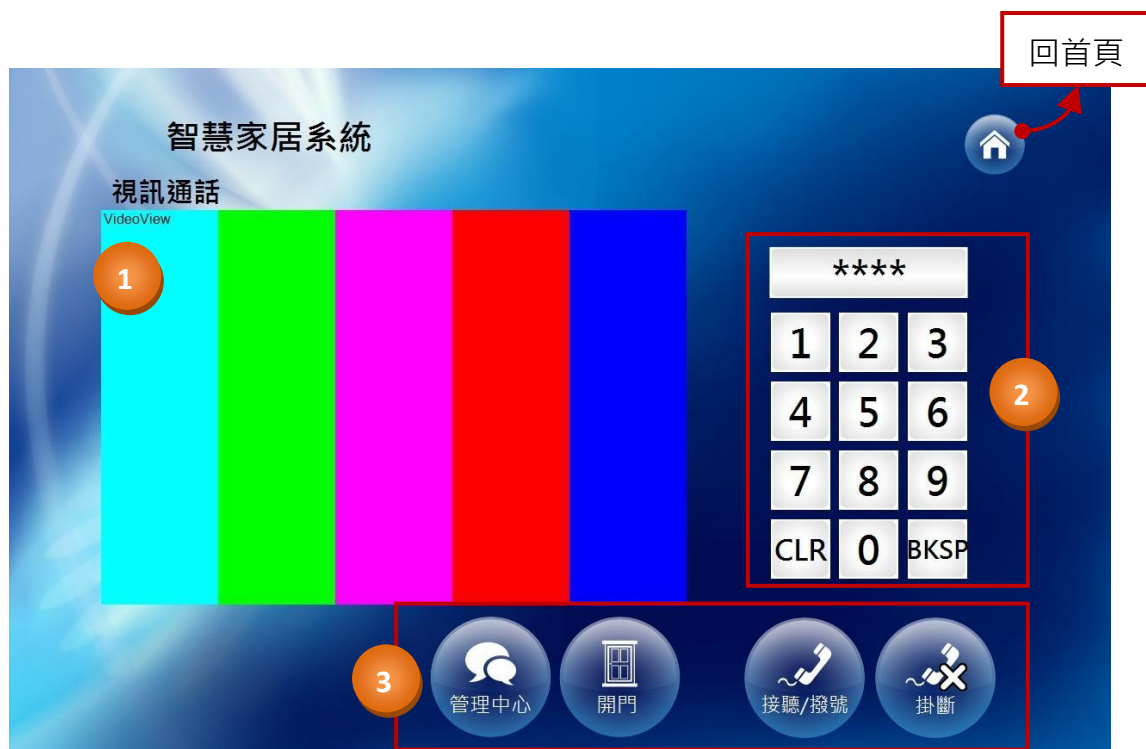 回首頁
智慧家居系統
視訊通話
VideoView
1
****
1 2 3
4 5 6
2
7 8 9
CLR 0 BKSP
3
管理中心 開門 接聽/撥號 掛斷